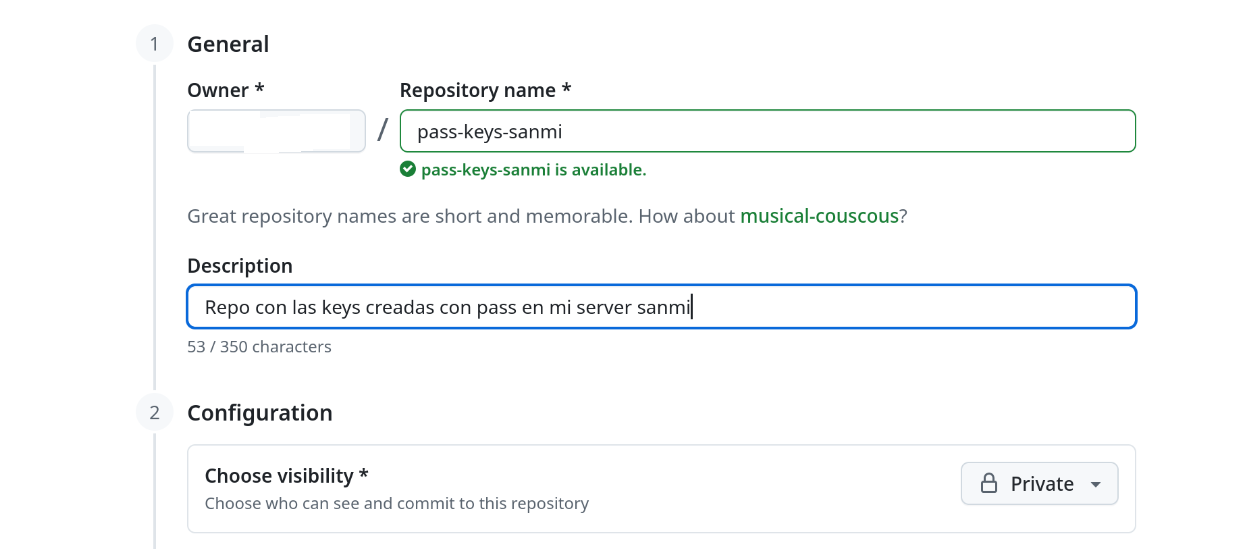 1 General
Owner * Repository name *
/ pass-keys-sanmi
pass-keys-sanmi is available.
Great repository names are short and memorable. How about musical-couscous?
Description
Repo con las keys creadas con pass en mi server sanmi
53 / 350 characters
2 Configuration
Choose visibility *
Private
Choose who can see and commit to this repository